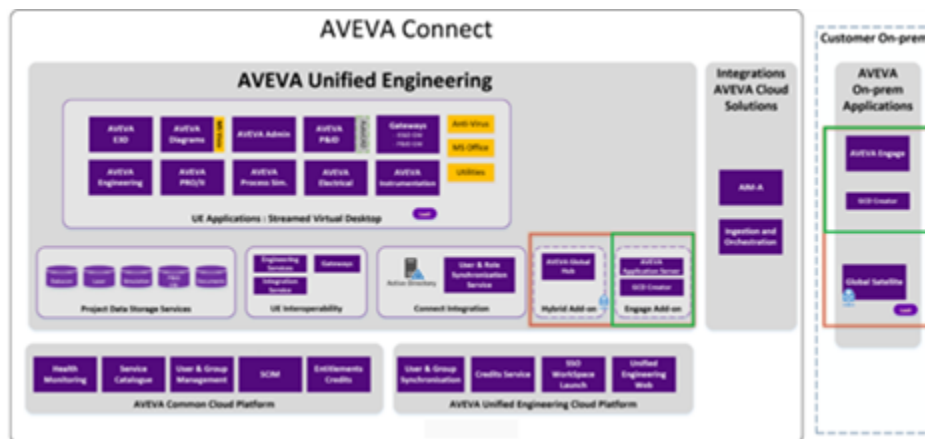 AVEVA Connect
Customer On-prem
AVEVA Unified Engineering
Integrations
AVEVA Cloud
Solutions
AVEVA
On-prem
Applications
AVEVA
E3D
AVEVA
Diagrams
MS Visio
AVEVA Admin
AVEVA
P&ID
AutoCAD
Gateways
Anti Virus
MS Office
Utilities
AVEVA
Engineering
AVEVA
PRO/II
AVEVA
Process Sim.
AVEVA
Electrical
AVEVA
Instrumentation
UE Applications : Streamed Virtual Desktop
AVEVA Engage
GCD Creator
AIM-A
Ingestion and
Orchestration
Project Data Storage Services
Engineering
Services
Integration
Service
Gateways
UE Interoperability
Active Directory
User & Role
Synchronisation
Service
Connect Integration
AVEVA Global
Hub
Hybrid Add-on
AVEVA
Application Server
GCD Creator
Engage Add-on
Global Satellite
Health
Monitoring
Service
Catalogue
User & Group
Management
SCIM
Entitlements
Credits
AVEVA Common Cloud Platform
User & Group
Synchronisation
Credits Service
SSO
WorkSpace
Launch
Unified
Engineering
Web
AVEVA Unified Engineering Cloud Platform